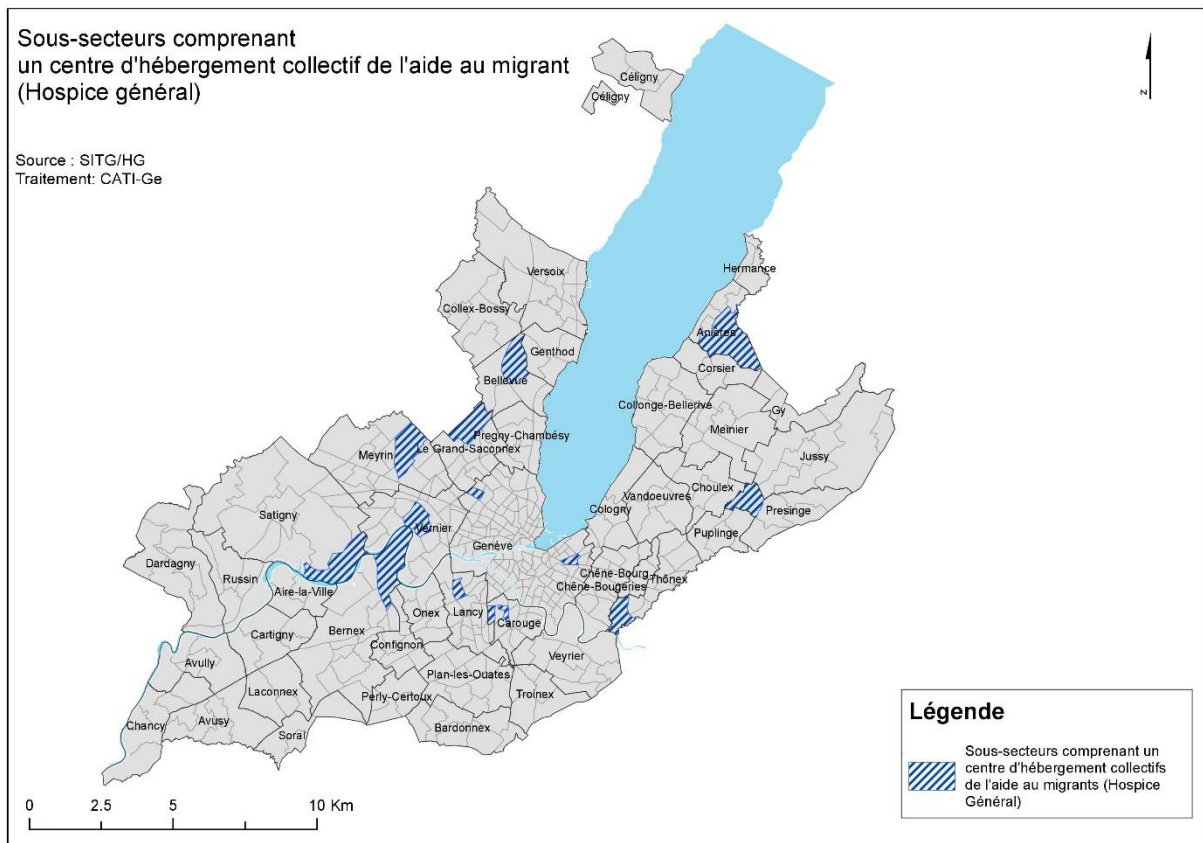 Sous-secteurs comprenant
un centre d'hébergement collectif de l'aide au migrant
(Hospice général)
Source : SITG/HG
Traitement: CATI-Ge
N
Céligny
Céligny
Versoix
Hermance
Collex-Bossy
Anières
Genthod
Corsier
Bellevue
Collonge-Bellerive
Gy
Meinier
Pregny-Chambésy
Le Grand-Saconnex
Meyrin
Jussy
Choulex
Vandoeuvres
Satigny
Cologny
Presinge
Vernier
Puplinge
Genève
Dardagny
Chêne-Bourg
Thônex
Russin
Chêne-Bougeries
Aire-la-Ville
Onex
Lancy
Carouge
Cartigny
Bernex
Confignon
Veyrier
Avully
Plan-les-Ouates
Laconnex
Perly-Certoux
Troinex
Chancy
Avusy
Bardonnex
Soral
0 2.5 5 10 Km
Légende
Sous-secteurs comprenant un
centre d'hébergement collectifs
de l'aide au migrants (Hospice
Général)